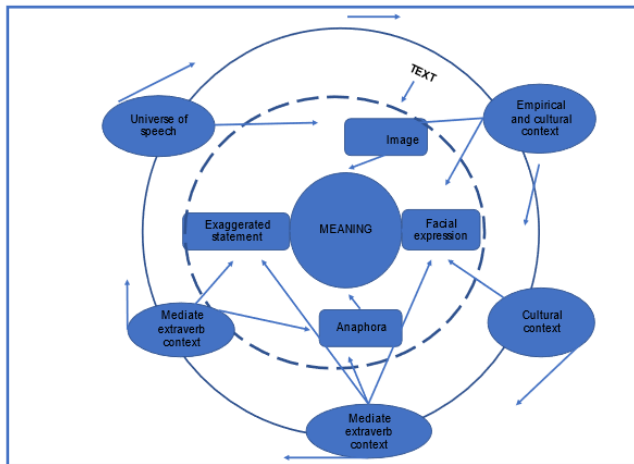 TEXT
Universe of
speech
Empirical
and cultural
context
Image
Exaggerated
statement
MEANING
Facial
expression
Mediate
extraverb
context
Anaphora
Cultural
context
Mediate
extraverb
context